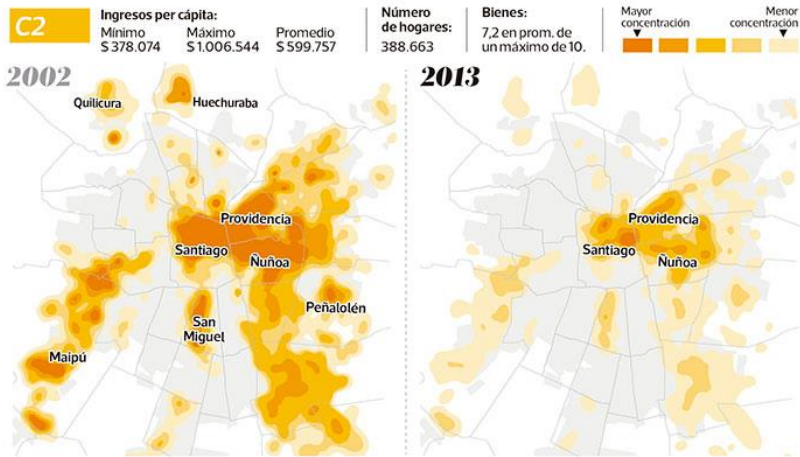 C2
Ingresos per cápita:
Mínimo
$ 378.074
Máximo
$ 1.006.544
Promedio
$ 599.757
Número
de hogares:
388.663
Bienes:
7,2 en prom. de
un máximo de 10.
Mayor
concentración
Menor
concentración
2002
Quilicura
Huechuraba
Providencia
Santiago
Ñuñoa
Peñalolén
San
Miguel
Maipú
2013
Providencia
Santiago
Ñuñoa